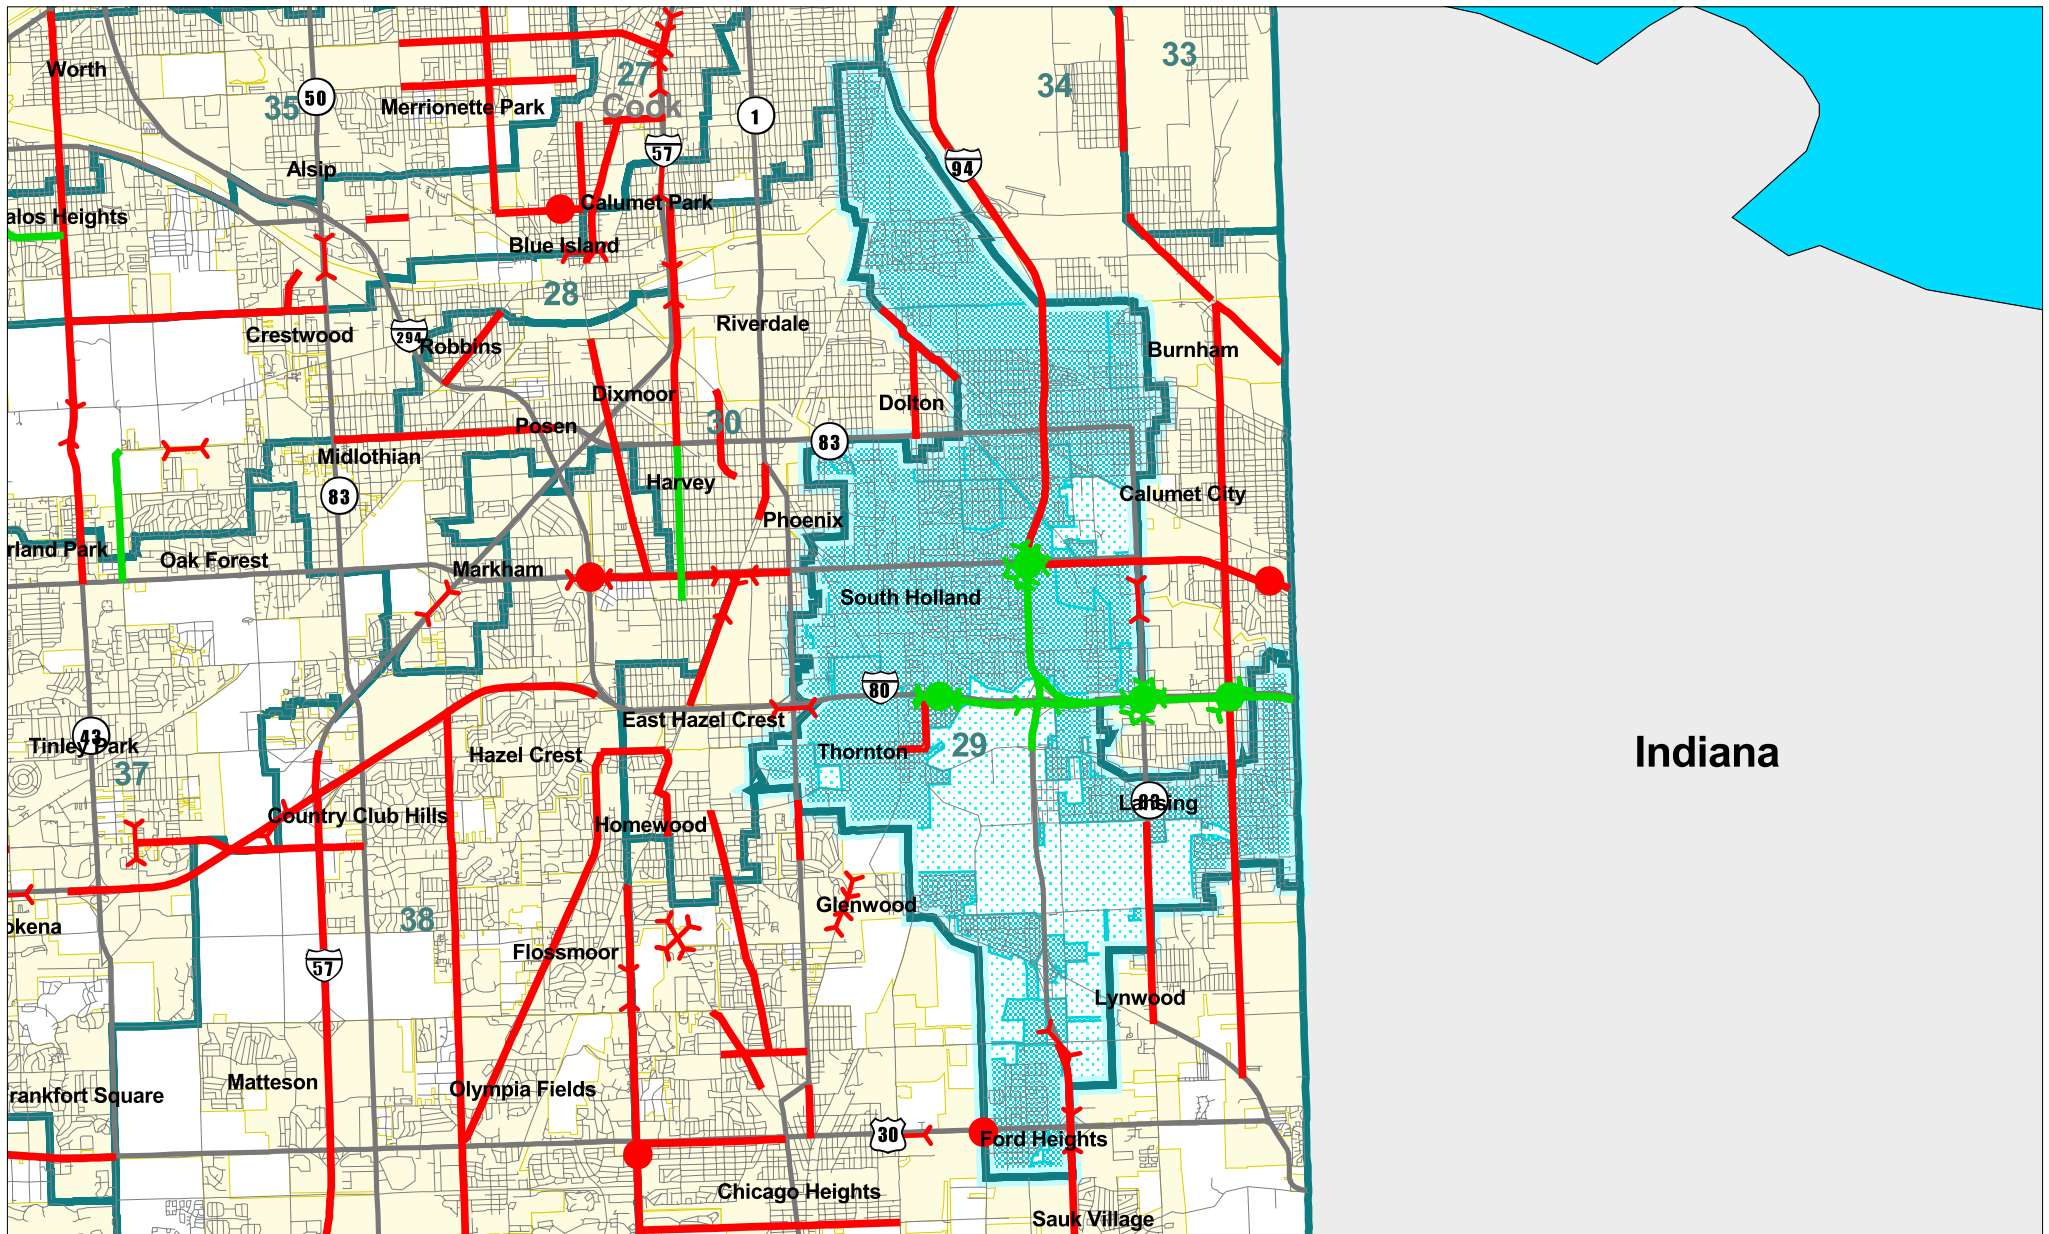 33
Worth
27
34
35
50
Cook
Merrionette Park
1
57
94
Alsip
Calumet Park
alos Heights
Blue Island
28
Riverdale
Crestwood
294
Robbins
Burnham
Dixmoor
Dolton
30
Posen
83
Midlothian
Harvey
83
Calumet City
Phoenix
rland Park
Oak Forest
Markham
South Holland
80
East Hazel Crest
43
Tinley Park
Hazel Crest
Thornton
29
Indiana
37
83
Lansing
Country Club Hills
Homewood
Glenwood
38
okena
Flossmoor
57
Lynwood
Matteson
Olympia Fields
rankfort Square
30
Ford Heights
Chicago Heights
Sauk Village